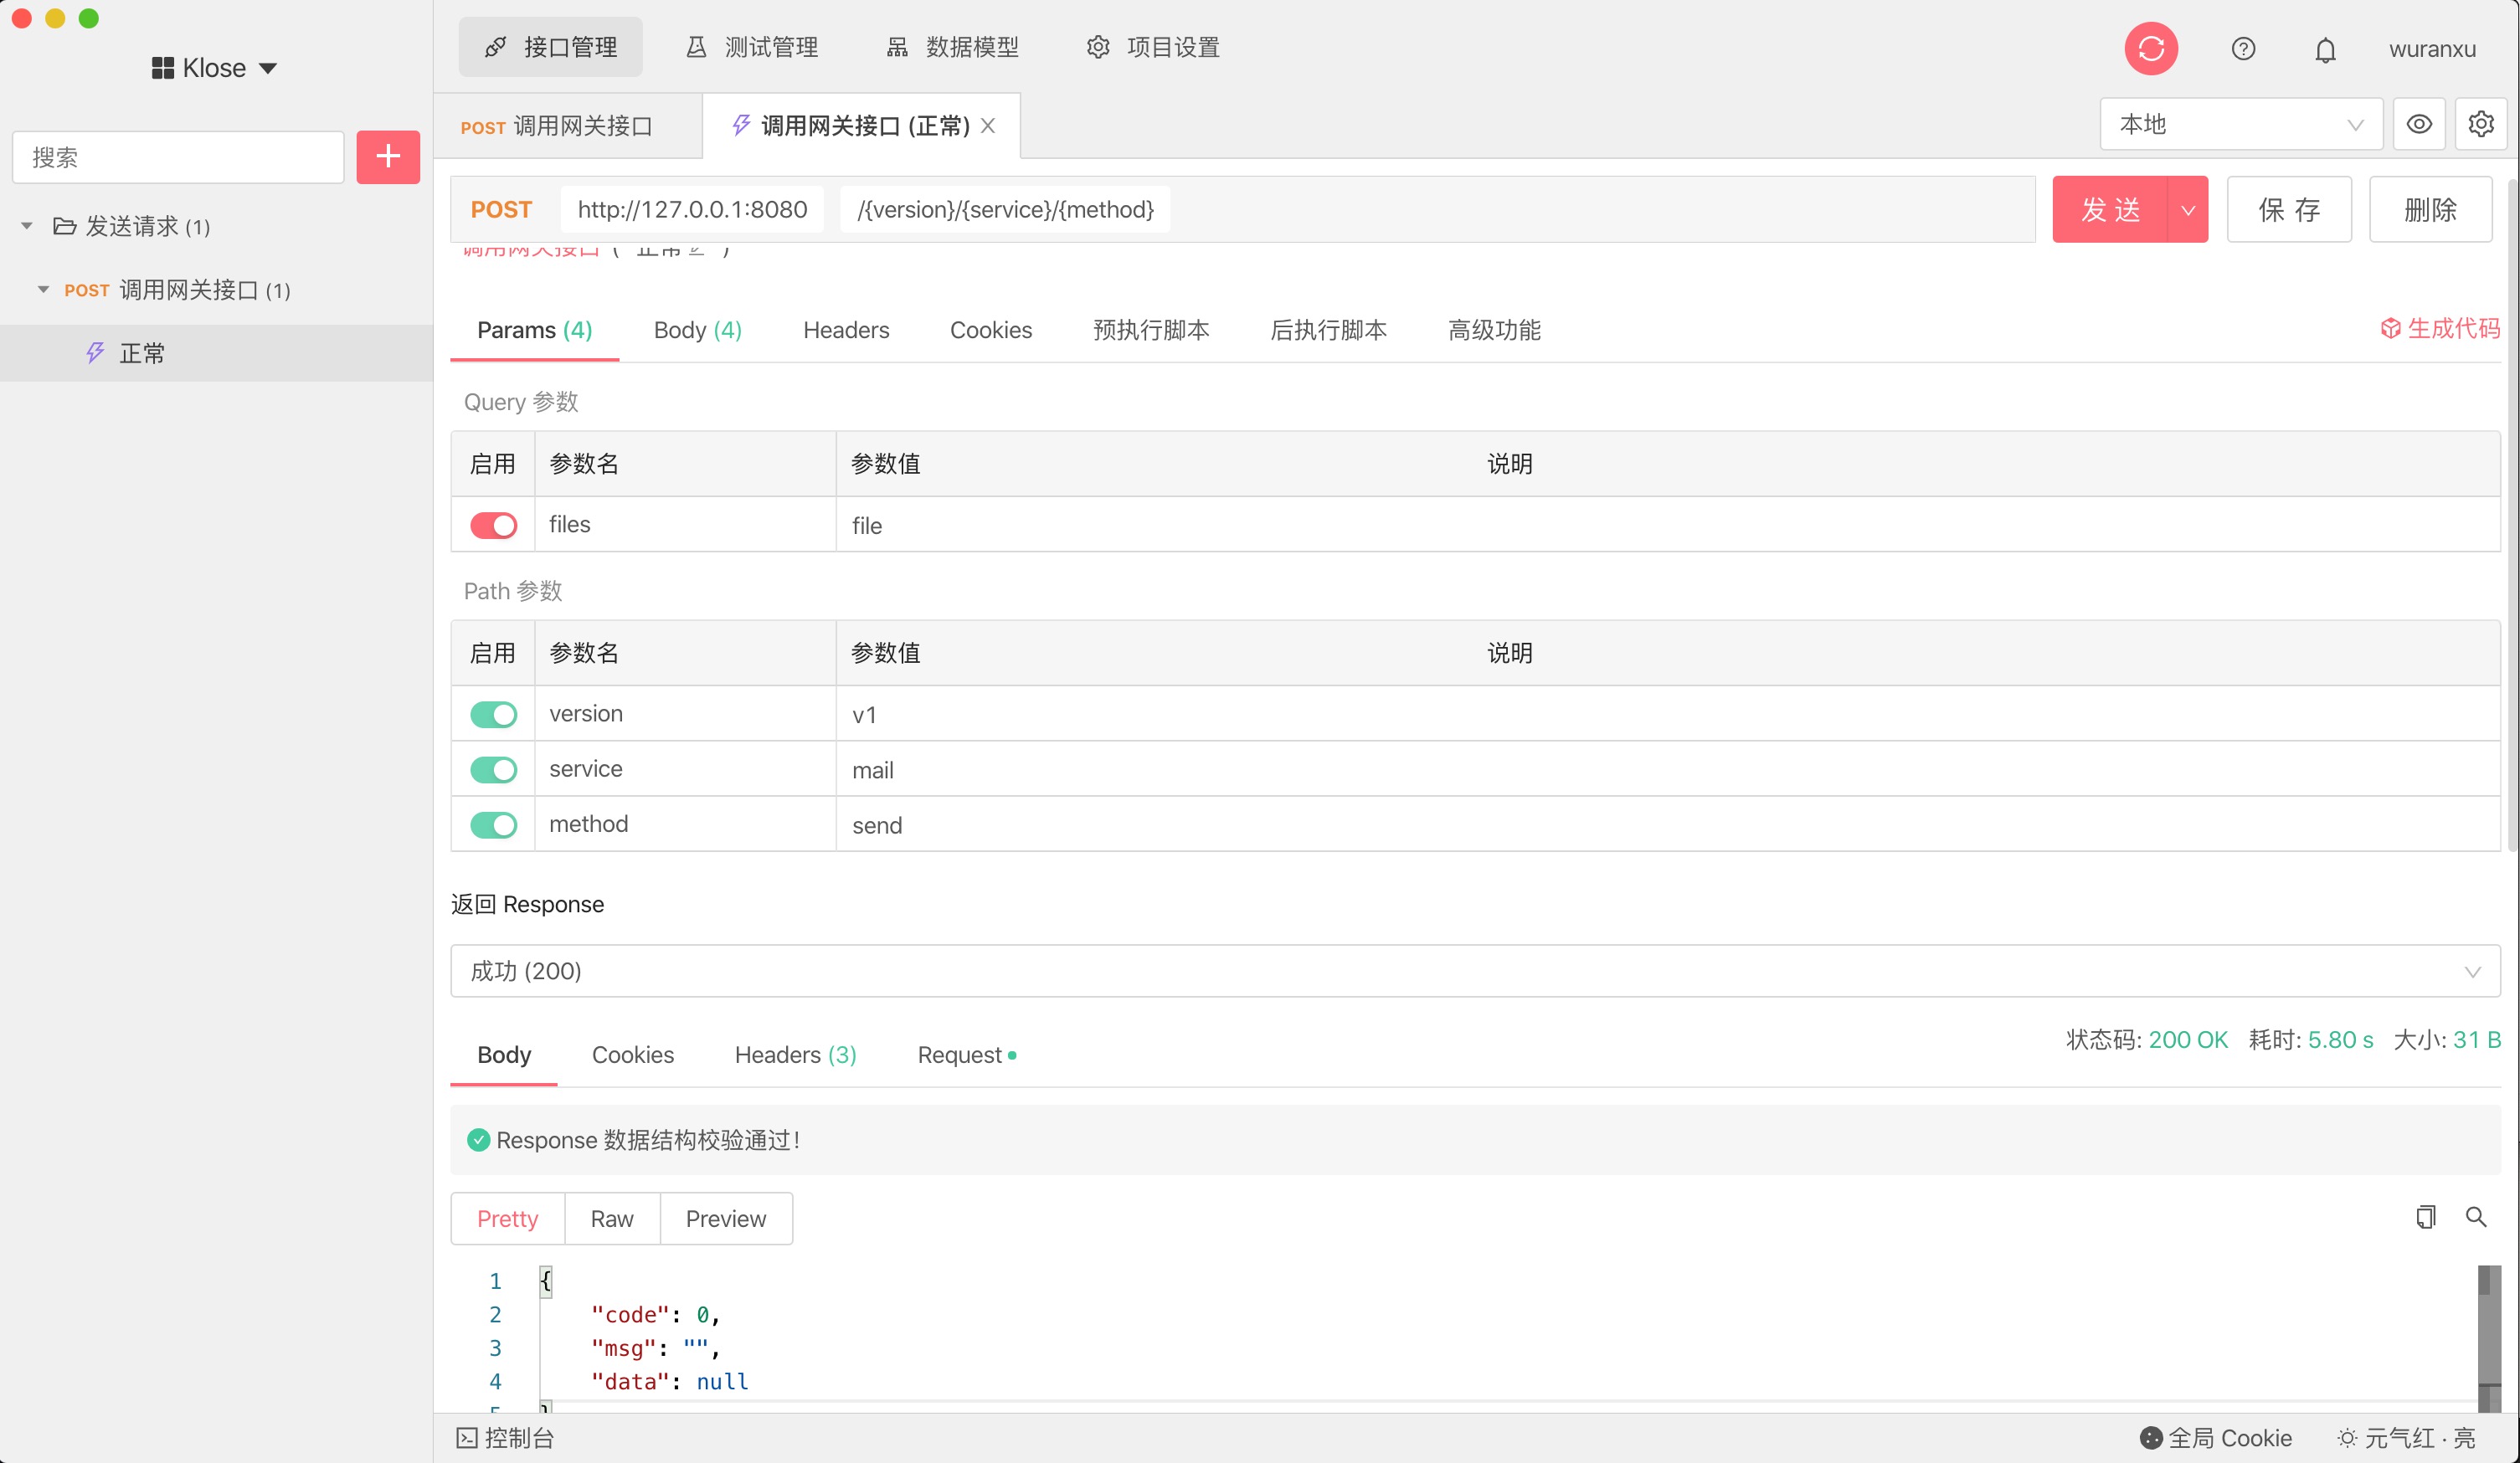 Klose
接口管理
测试管理
数据模型
项目设置
wuranxu
搜索
发送请求 (1)
POST 调用网关接口 (1)
正常
POST 调用网关接口
调用网关接口 (正常)
本地
POST http://127.0.0.1:8080 /{version}/{service}/{method}
发 送
保 存
删除
调用网关接口 ( 正常 )
Params (4)
Body (4)
Headers
Cookies
预执行脚本
后执行脚本
高级功能
生成代码
Query 参数
启用 参数名 参数值 说明
files file
Path 参数
启用 参数名 参数值 说明
version v1
service mail
method send
返回 Response
成功 (200)
Body
Cookies
Headers (3)
Request
状态码: 200 OK 耗时: 5.80 s 大小: 31 B
Response 数据结构校验通过!
Pretty
Raw
Preview
1 {
2 "code": 0,
3 "msg": "",
4 "data": null
5 }
控制台
全局 Cookie
元气红 · 亮